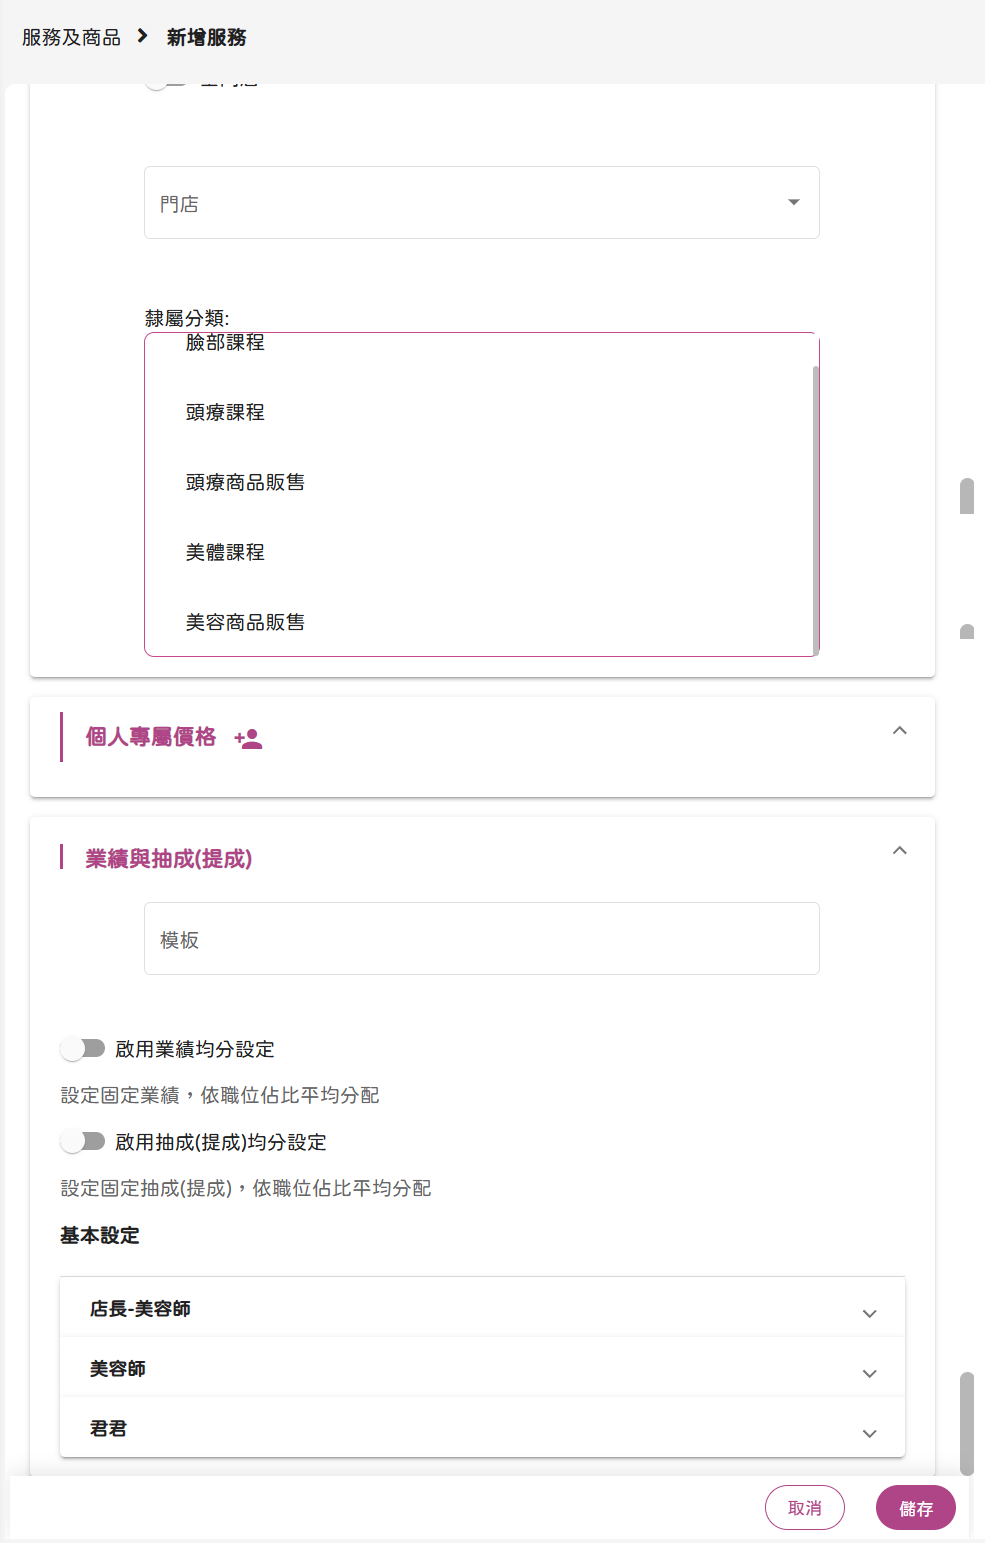 服務及商品 新增服務
門店
隸屬分類:
臉部課程
頭療課程
頭療商品販售
美體課程
美容商品販售
個人專屬價格
業績與抽成(提成)
模板
啟用業績均分設定
設定固定業績，依職位佔比平均分配
啟用抽成(提成)均分設定
設定固定抽成(提成)，依職位佔比平均分配
基本設定
店長-美容師
美容師
君君
取消 儲存